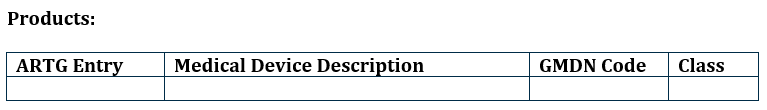 Products:
ARTG Entry Medical Device Description GMDN Code Class